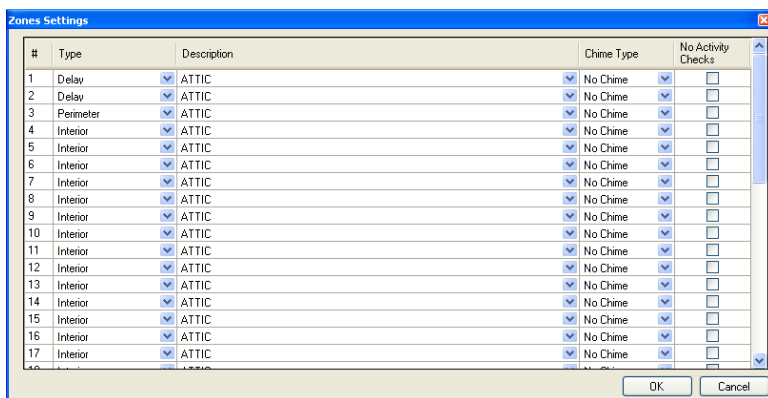 Zones Settings
# Type Description Chime Type No Activity Checks
1 Delay ATTIC No Chime
2 Delay ATTIC No Chime
3 Perimeter ATTIC No Chime
4 Interior ATTIC No Chime
5 Interior ATTIC No Chime
6 Interior ATTIC No Chime
7 Interior ATTIC No Chime
8 Interior ATTIC No Chime
9 Interior ATTIC No Chime
10 Interior ATTIC No Chime
11 Interior ATTIC No Chime
12 Interior ATTIC No Chime
13 Interior ATTIC No Chime
14 Interior ATTIC No Chime
15 Interior ATTIC No Chime
16 Interior ATTIC No Chime
17 Interior ATTIC No Chime
OK Cancel